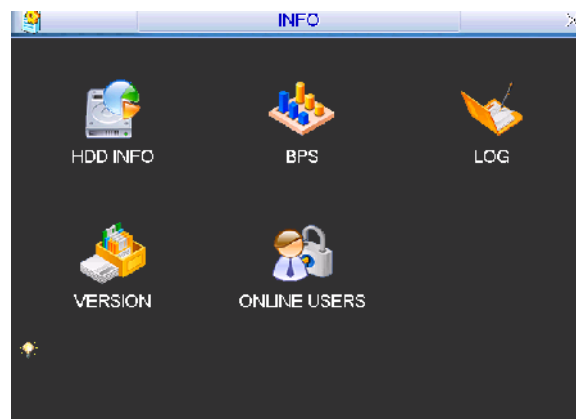 INFO
HDD INFO
BPS
LOG
VERSION
ONLINE USERS